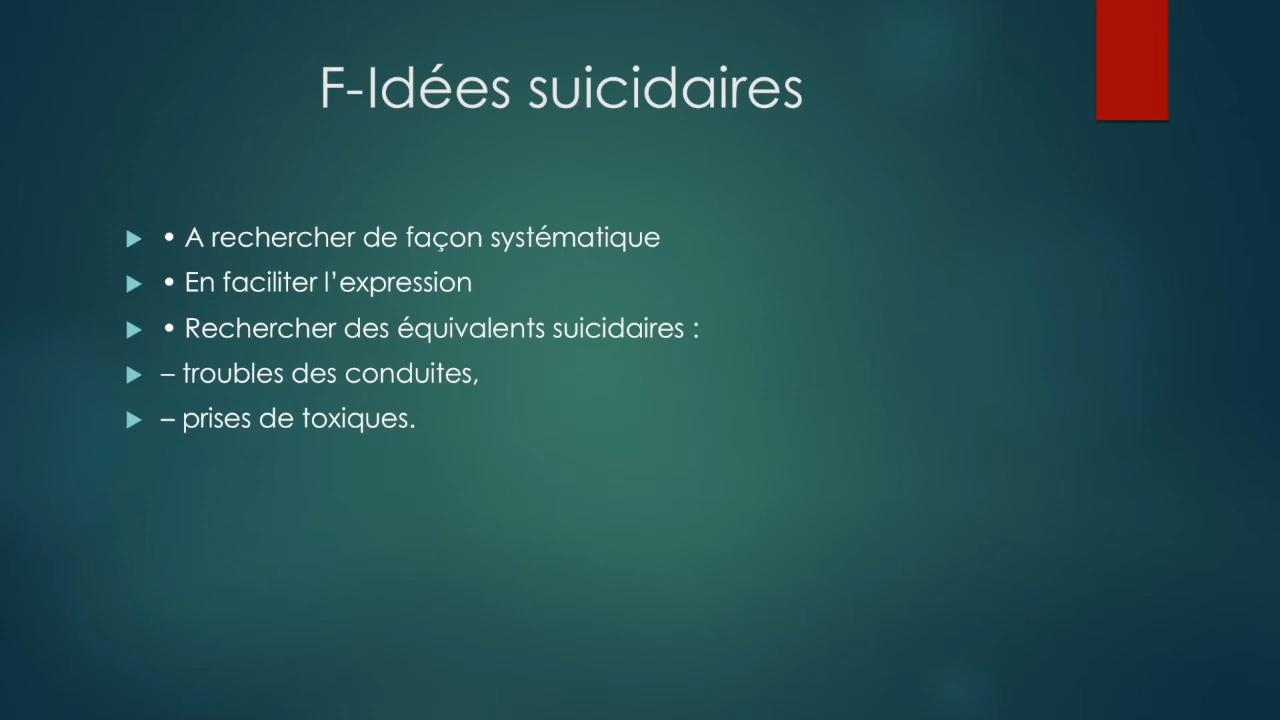 F-Idées suicidaires
• A rechercher de façon systématique
• En faciliter l’expression
• Rechercher des équivalents suicidaires :
– troubles des conduites,
– prises de toxiques.